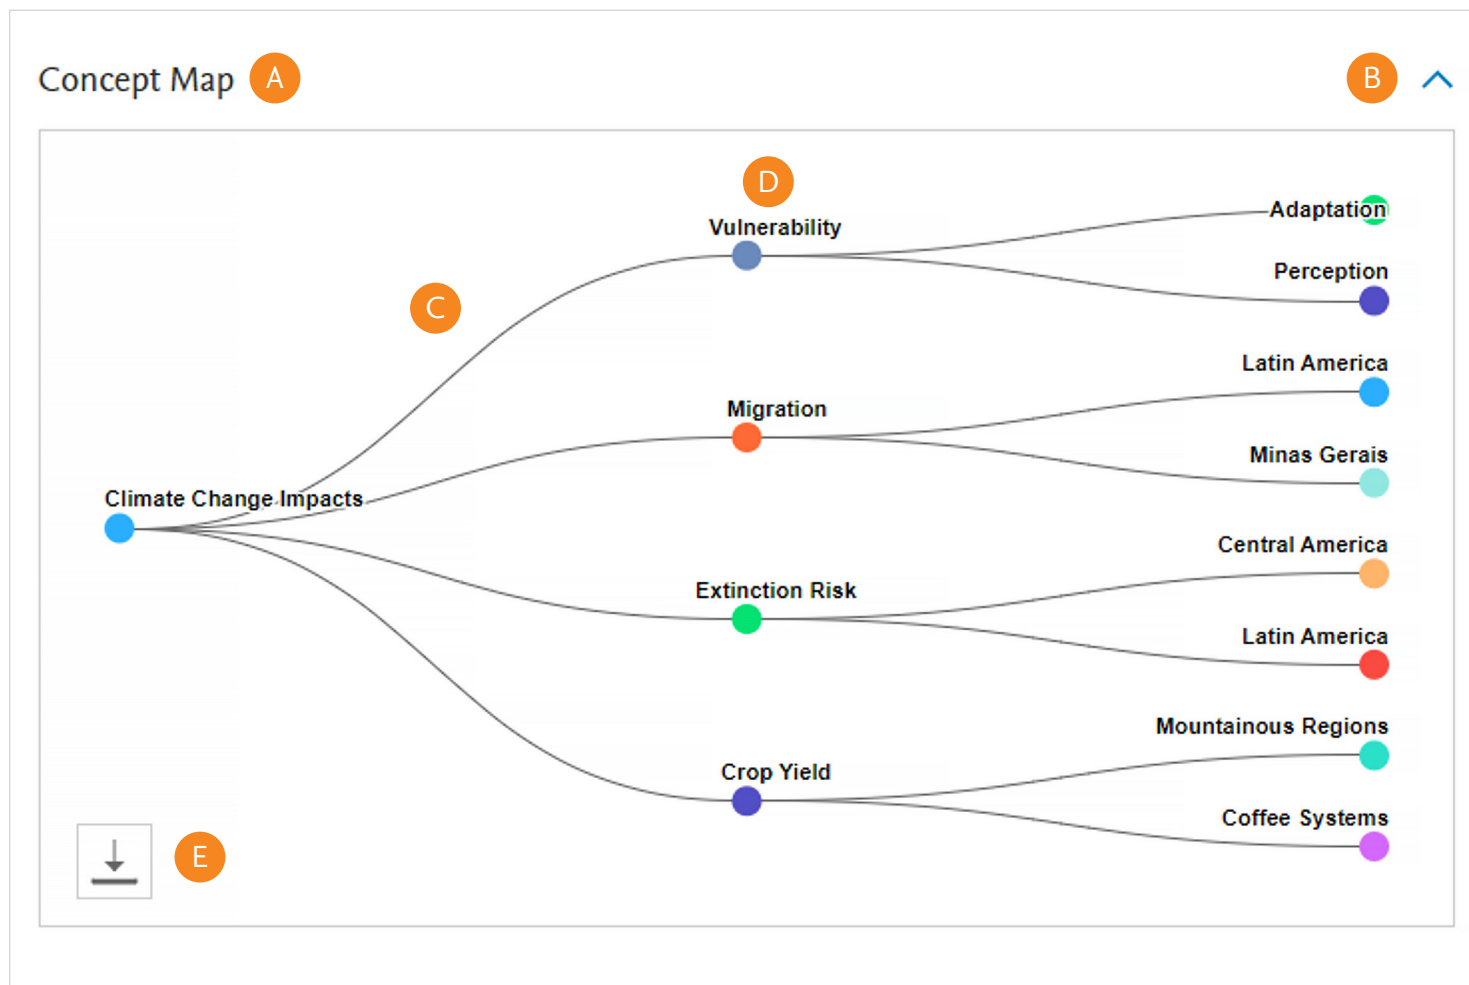 Concept Map A
B
D
Vulnerability
Adaptation
Perception
C
Latin America
Migration
Minas Gerais
Climate Change Impacts
Central America
Extinction Risk
Latin America
Mountainous Regions
Crop Yield
Coffee Systems
E